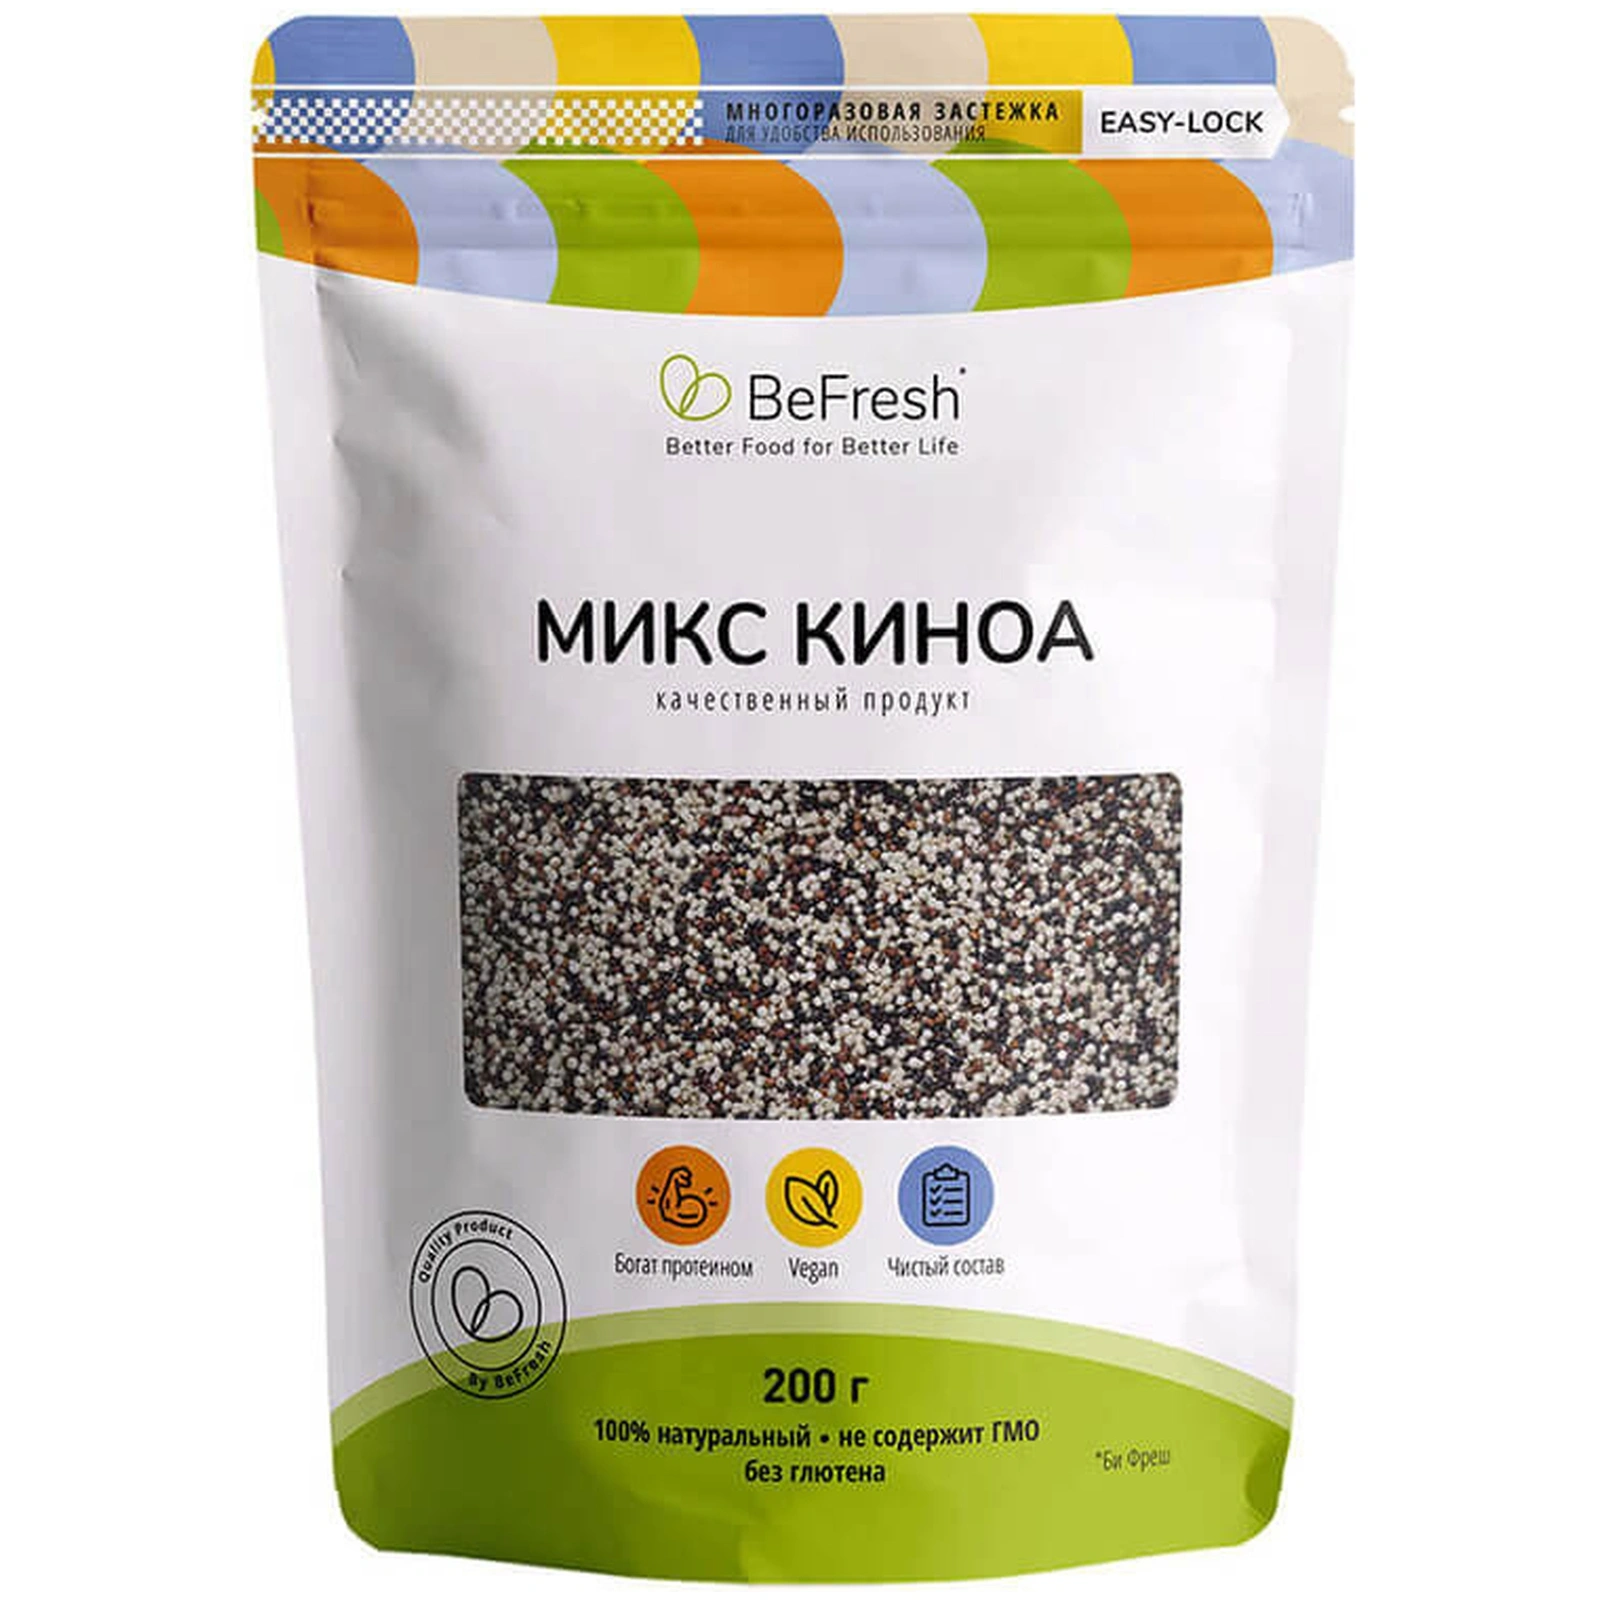 МНОГОРАЗОВАЯ ЗАСТЕЖКА
ДЛЯ УДОБСТВА ИСПОЛЬЗОВАНИЯ
EASY-LOCK
BeFresh*
Better Food for Better Life
МИКС КИНОА
качественный продукт
Богат протеином
Vegan
Чистый состав
Quality Product
By BeFresh
200 г
100% натуральный • не содержит ГМО
без глютена
*Би Фреш